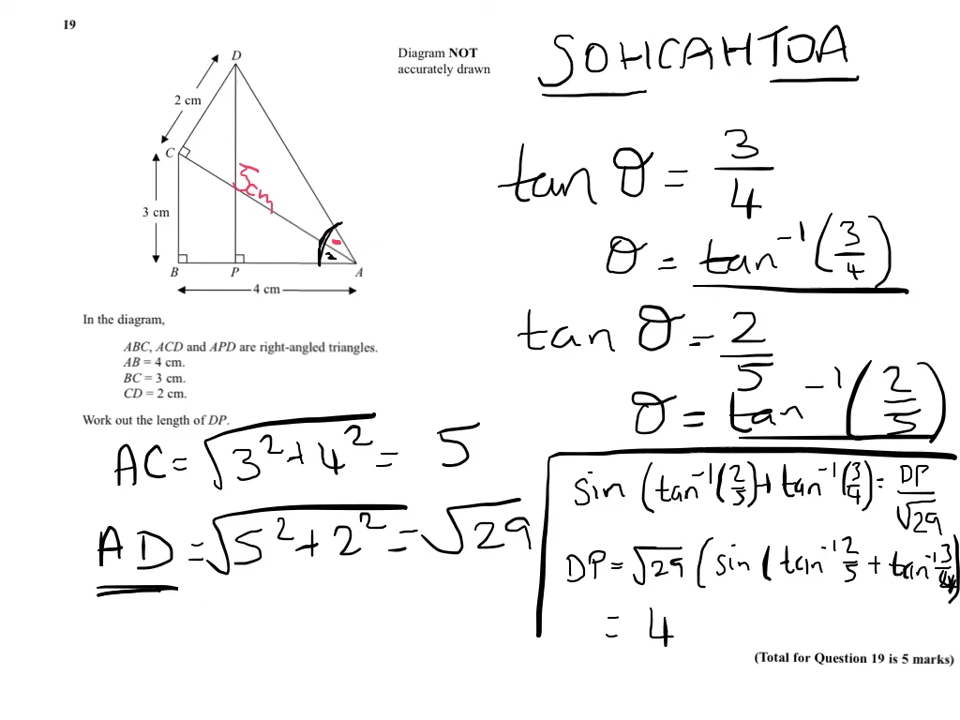 19
D
2 cm
C
3 cm
5cm
B
P
A
4 cm
Diagram NOT
accurately drawn
SOHCAHTOA
tan θ = 3/4
θ = tan⁻¹(3/4)
tan θ = 2/5
θ = tan⁻¹(2/5)
In the diagram,
ABC, ACD and APD are right-angled triangles.
AB = 4 cm.
BC = 3 cm.
CD = 2 cm.
Work out the length of DP.
AC = √3²+4² = 5
AD = √5²+2² = √29
sin (tan⁻¹(2/5)+tan⁻¹(3/4) = DP/√29
DP = √29 (sin(tan⁻¹2/5 + tan⁻¹3/4)
= 4
(Total for Question 19 is 5 marks)